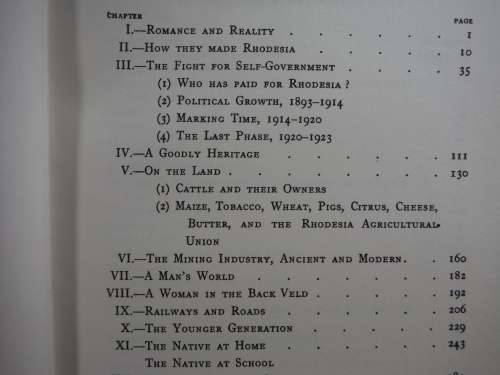 CHAPTER PAGE
I.—ROMANCE AND REALITY . . . . . 1
II.—HOW THEY MADE RHODESIA . . . . 10
III.—THE FIGHT FOR SELF-GOVERNMENT . . . 35
(1) WHO HAS PAID FOR RHODESIA?
(2) POLITICAL GROWTH, 1893–1914
(3) MARKING TIME, 1914–1920
(4) THE LAST PHASE, 1920–1923
IV.—A GOODLY HERITAGE . . . . . 111
V.—ON THE LAND . . . . . . . 130
(1) CATTLE AND THEIR OWNERS
(2) MAIZE, TOBACCO, WHEAT, PIGS, CITRUS, CHEESE,
BUTTER, AND THE RHODESIA AGRICULTURAL
UNION
VI.—THE MINING INDUSTRY, ANCIENT AND MODERN . . 160
VII.—A MAN'S WORLD . . . . . . 182
VIII.—A WOMAN IN THE BACK VELD . . . . 192
IX.—RAILWAYS AND ROADS . . . . . 206
X.—THE YOUNGER GENERATION . . . . 229
XI.—THE NATIVE AT HOME . . . . . 243
THE NATIVE AT SCHOOL